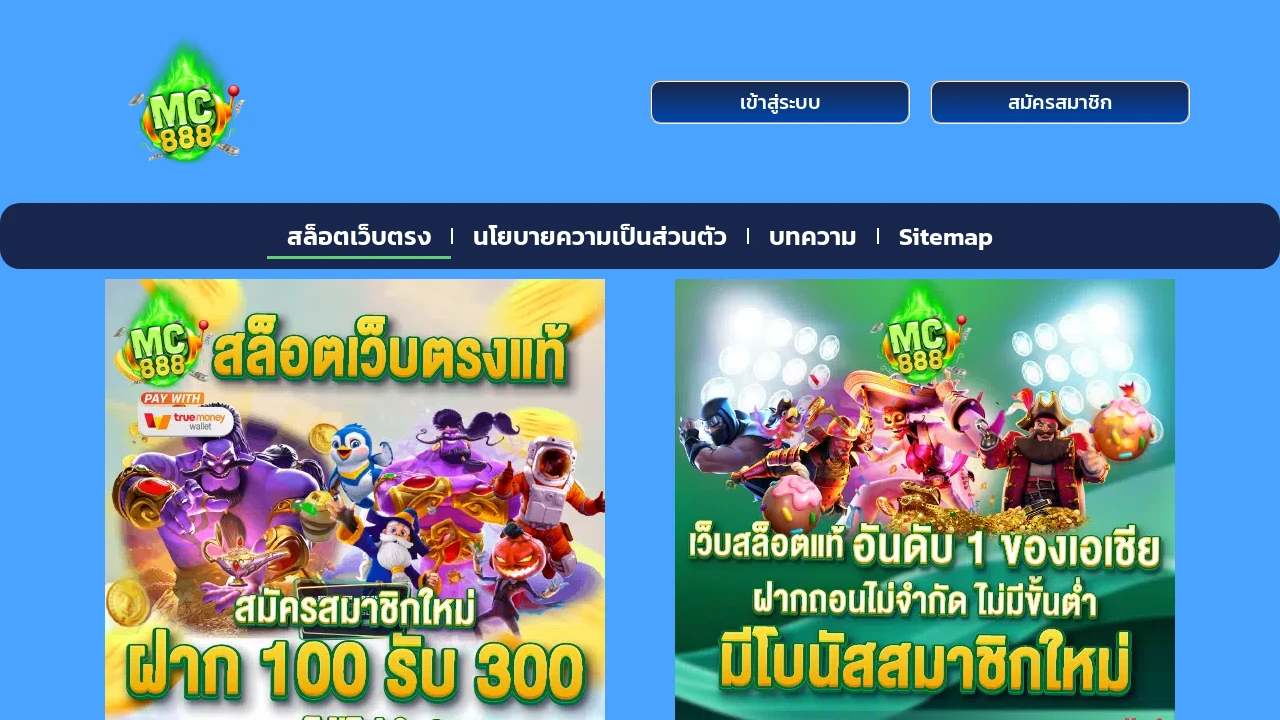 MC
888
เข้าสู่ระบบ
สมัครสมาชิก
สล็อตเว็บตรง
นโยบายความเป็นส่วนตัว
บทความ
Sitemap
MC
888
สล็อตเว็บตรงแท้
PAY WITH
truemoney
wallet
สมัครสมาชิกใหม่
ฝาก 100 รับ 300
MC
888
เว็บสล็อตแท้ อันดับ 1 ของเอเชีย
ฝากถอนไม่จำกัด ไม่มีขั้นต่ำ
มีโบนัสสมาชิกใหม่